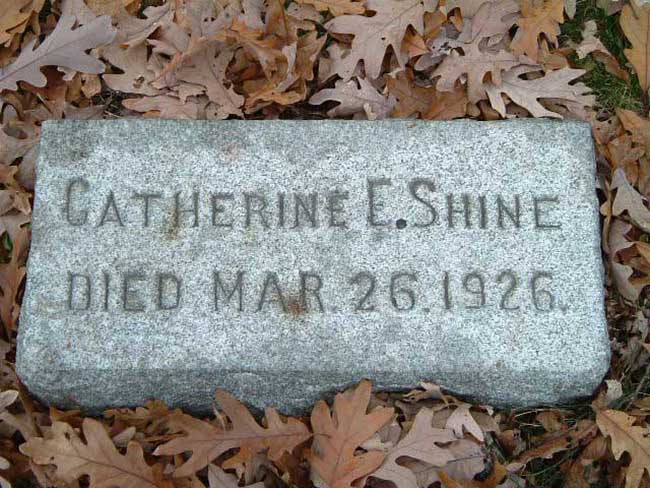 CATHERINE E. SHINE
DIED MAR. 26. 1926.